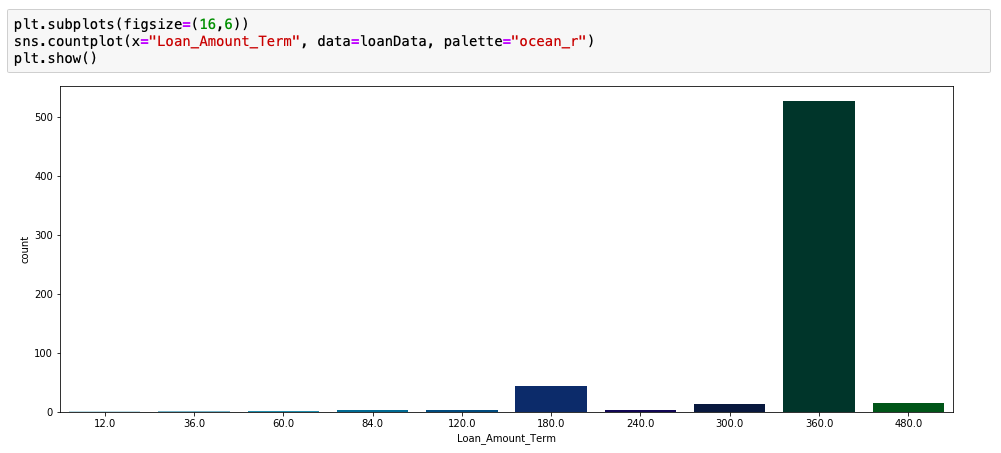 plt.subplots(figsize=(16,6))
sns.countplot(x="Loan_Amount_Term", data=loanData, palette="ocean_r")
plt.show()
500
400
300
200
100
0
count
12.0 36.0 60.0 84.0 120.0 180.0 240.0 300.0 360.0 480.0
Loan_Amount_Term